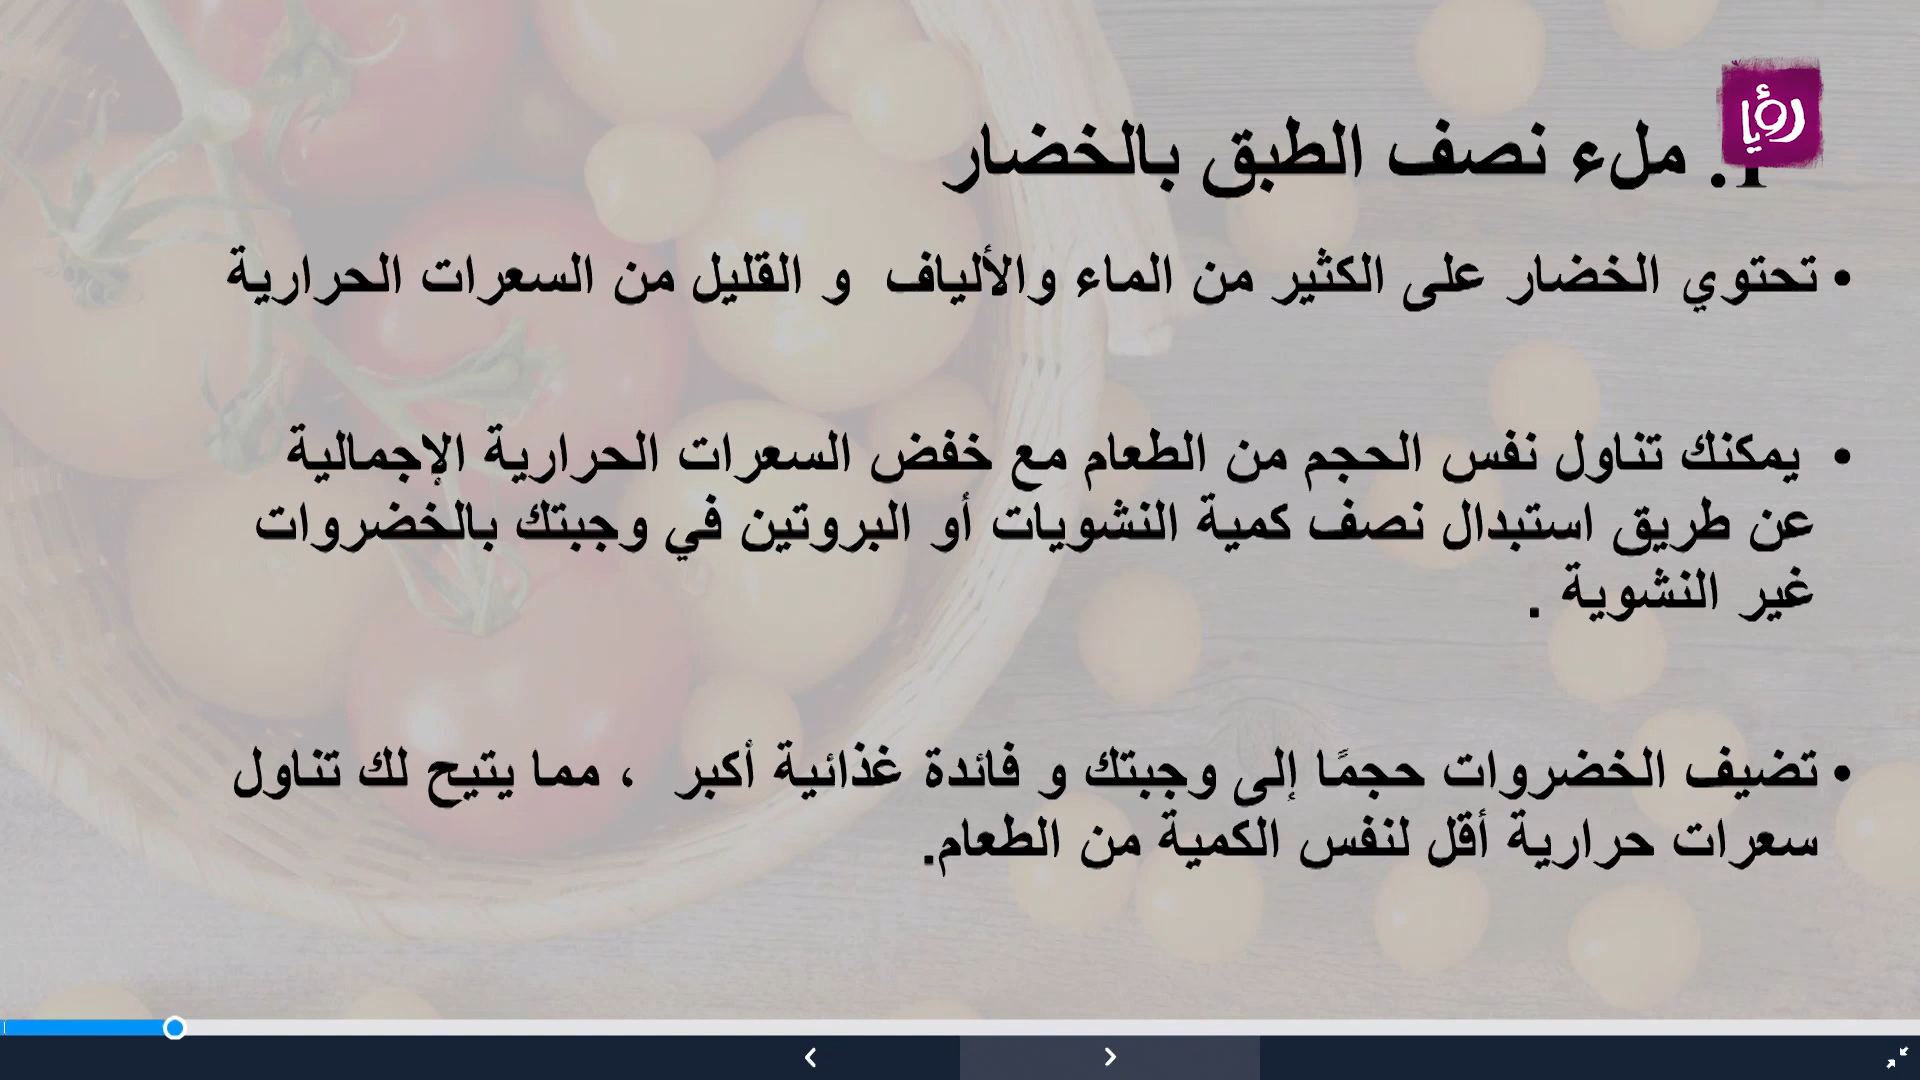 رؤيا
1. ملء نصف الطبق بالخضار
• تحتوي الخضار على الكثير من الماء والألياف و القليل من السعرات الحرارية
• يمكنك تناول نفس الحجم من الطعام مع خفض السعرات الحرارية الإجمالية
عن طريق استبدال نصف كمية النشويات أو البروتين في وجبتك بالخضروات
غير النشوية .
• تضيف الخضروات حجمًا إلى وجبتك و فائدة غذائية أكبر ، مما يتيح لك تناول
سعرات حرارية أقل لنفس الكمية من الطعام.